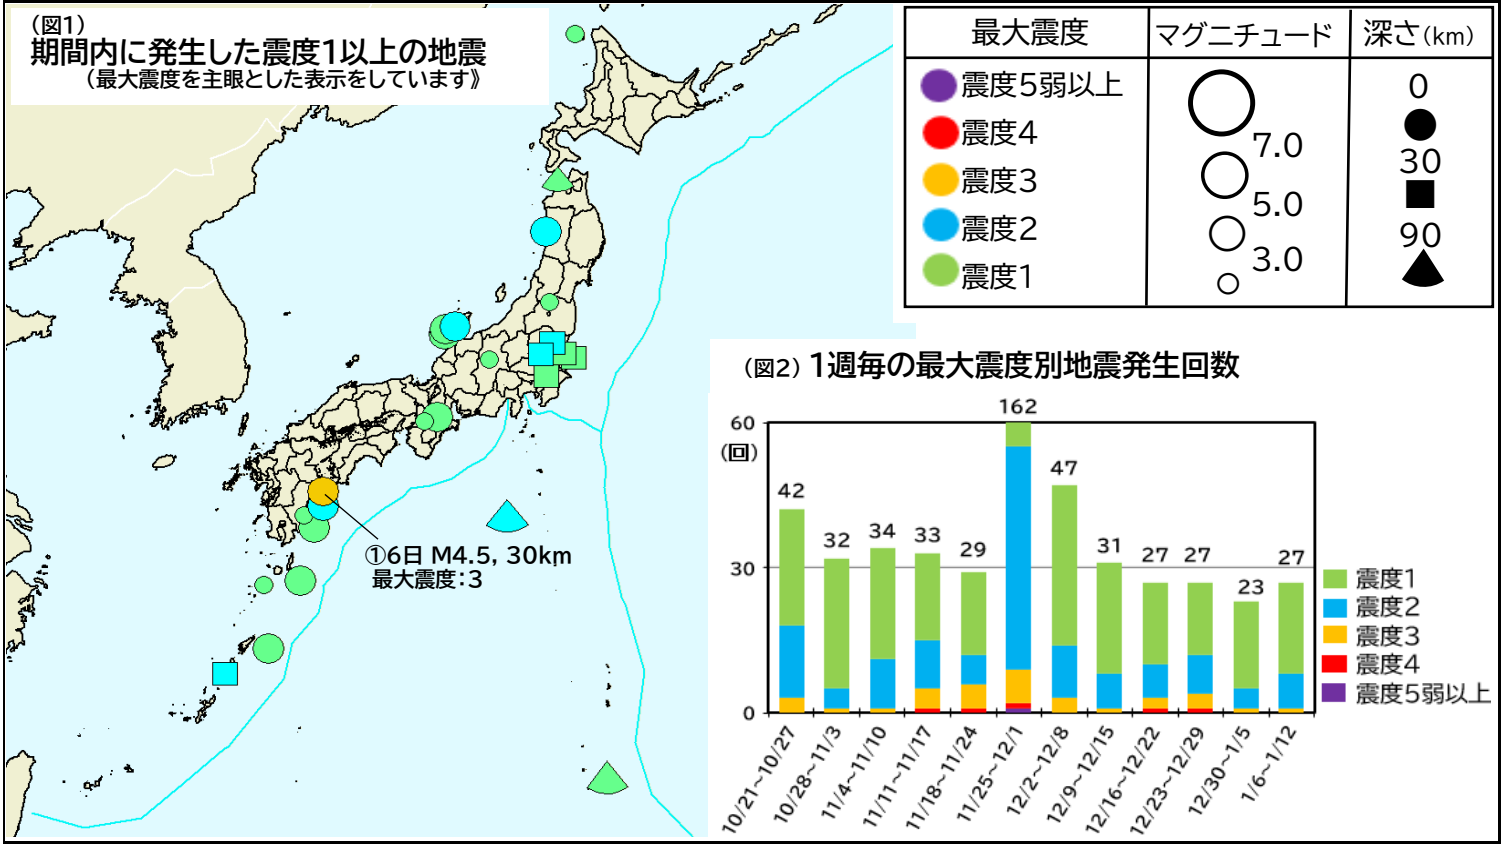 (図1)
期間内に発生した震度1以上の地震
(最大震度を主眼とした表示をしています》
①6日 M4.5, 30km
最大震度:3
最大震度
マグニチュード
深さ(km)
震度5弱以上
震度4
震度3
震度2
震度1
7.0
5.0
3.0
0
30
90
(図2) 1週毎の最大震度別地震発生回数
60
(回)
30
0
42
32
34
33
29
162
47
31
27
27
23
27
10/21~10/27
10/28~11/3
11/4~11/10
11/11~11/17
11/18~11/24
11/25~12/1
12/2~12/8
12/9~12/15
12/16~12/22
12/23~12/29
12/30~1/5
1/6~1/12
震度1
震度2
震度3
震度4
震度5弱以上